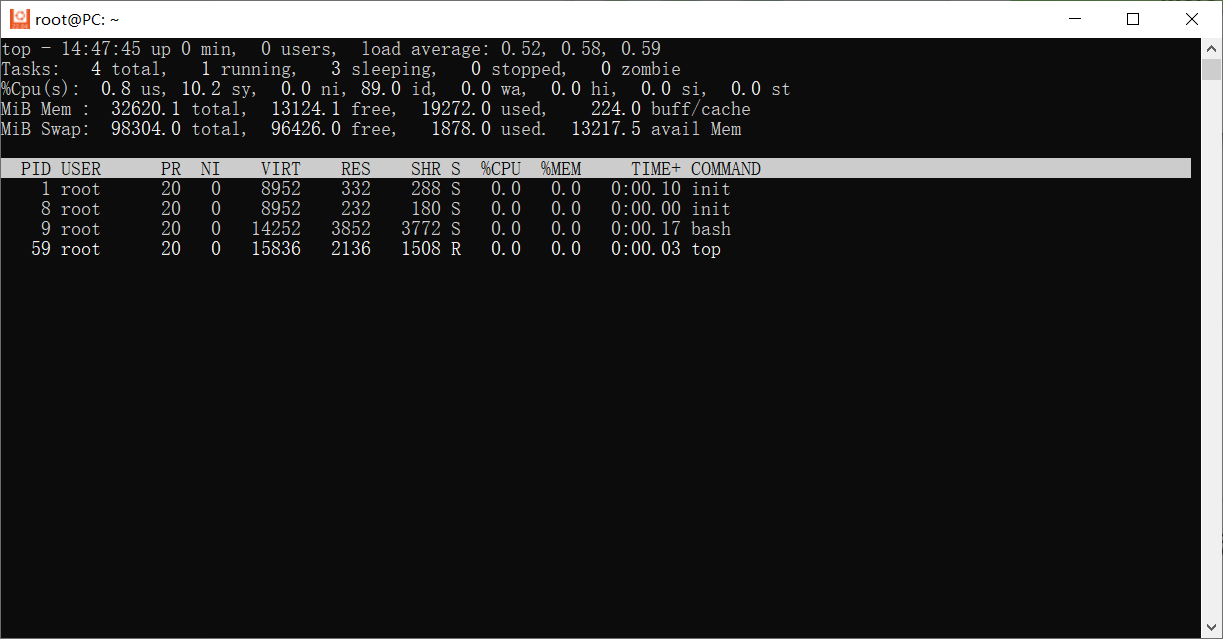 root@PC: ~
top - 14:47:45 up 0 min,  0 users,  load average: 0.52, 0.58, 0.59
Tasks:   4 total,   1 running,   3 sleeping,   0 stopped,   0 zombie
%Cpu(s):  0.8 us, 10.2 sy,  0.0 ni, 89.0 id,  0.0 wa,  0.0 hi,  0.0 si,  0.0 st
MiB Mem :  32620.1 total,  13124.1 free,  19272.0 used,    224.0 buff/cache
MiB Swap:  98304.0 total,  96426.0 free,   1878.0 used.  13217.5 avail Mem
  PID USER      PR  NI    VIRT    RES    SHR S  %CPU  %MEM     TIME+ COMMAND
    1 root      20   0    8952    332    288 S   0.0   0.0   0:00.10 init
    8 root      20   0    8952    232    180 S   0.0   0.0   0:00.00 init
    9 root      20   0   14252   3852   3772 S   0.0   0.0   0:00.17 bash
   59 root      20   0   15836   2136   1508 R   0.0   0.0   0:00.03 top